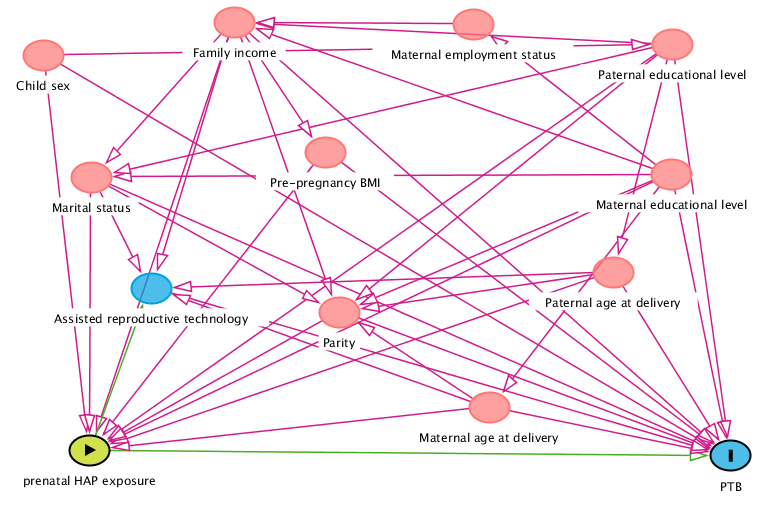 Family income
Maternal employment status
Paternal educational level
Child sex
Pre-pregnancy BMI
Marital status
Maternal educational level
Paternal age at delivery
Assisted reproductive technology
Parity
Maternal age at delivery
prenatal HAP exposure
PTB